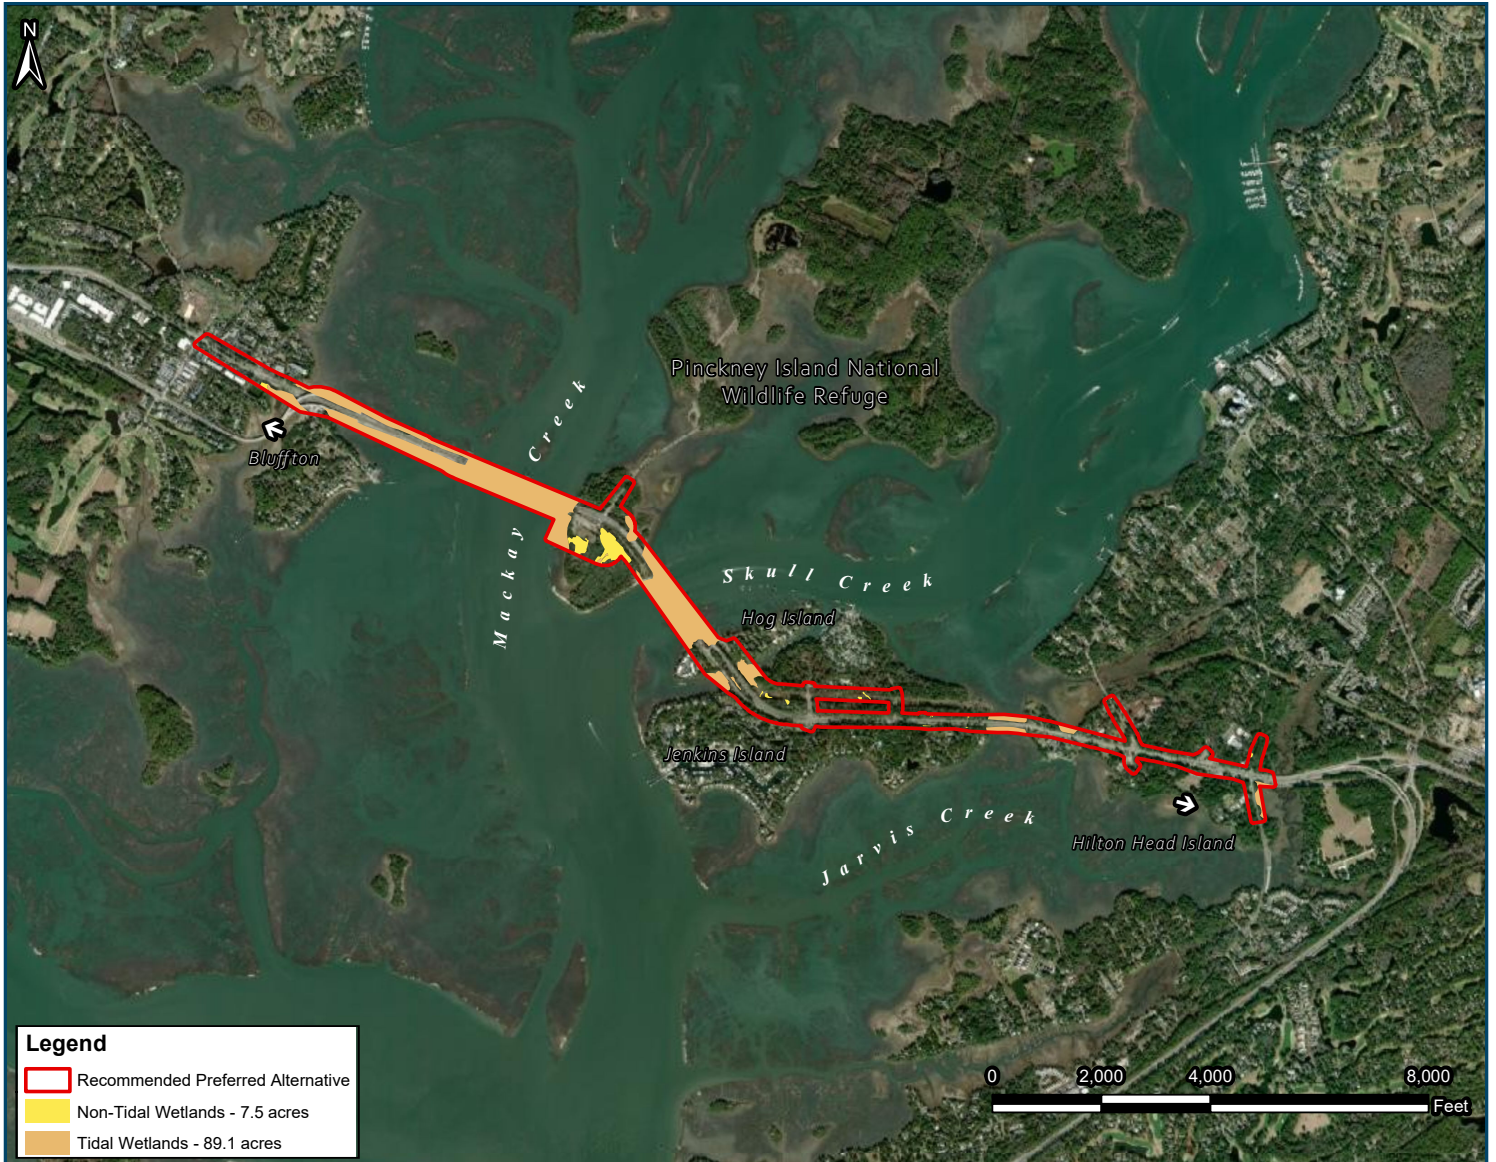 N
Pinckney Island National
Wildlife Refuge
Mackay Creek
Bluffton
Skull Creek
Hog Island
Jenkins Island
Jarvis Creek
Hilton Head Island
Legend
Recommended Preferred Alternative
Non-Tidal Wetlands - 7.5 acres
Tidal Wetlands - 89.1 acres
0 2,000 4,000 8,000
Feet